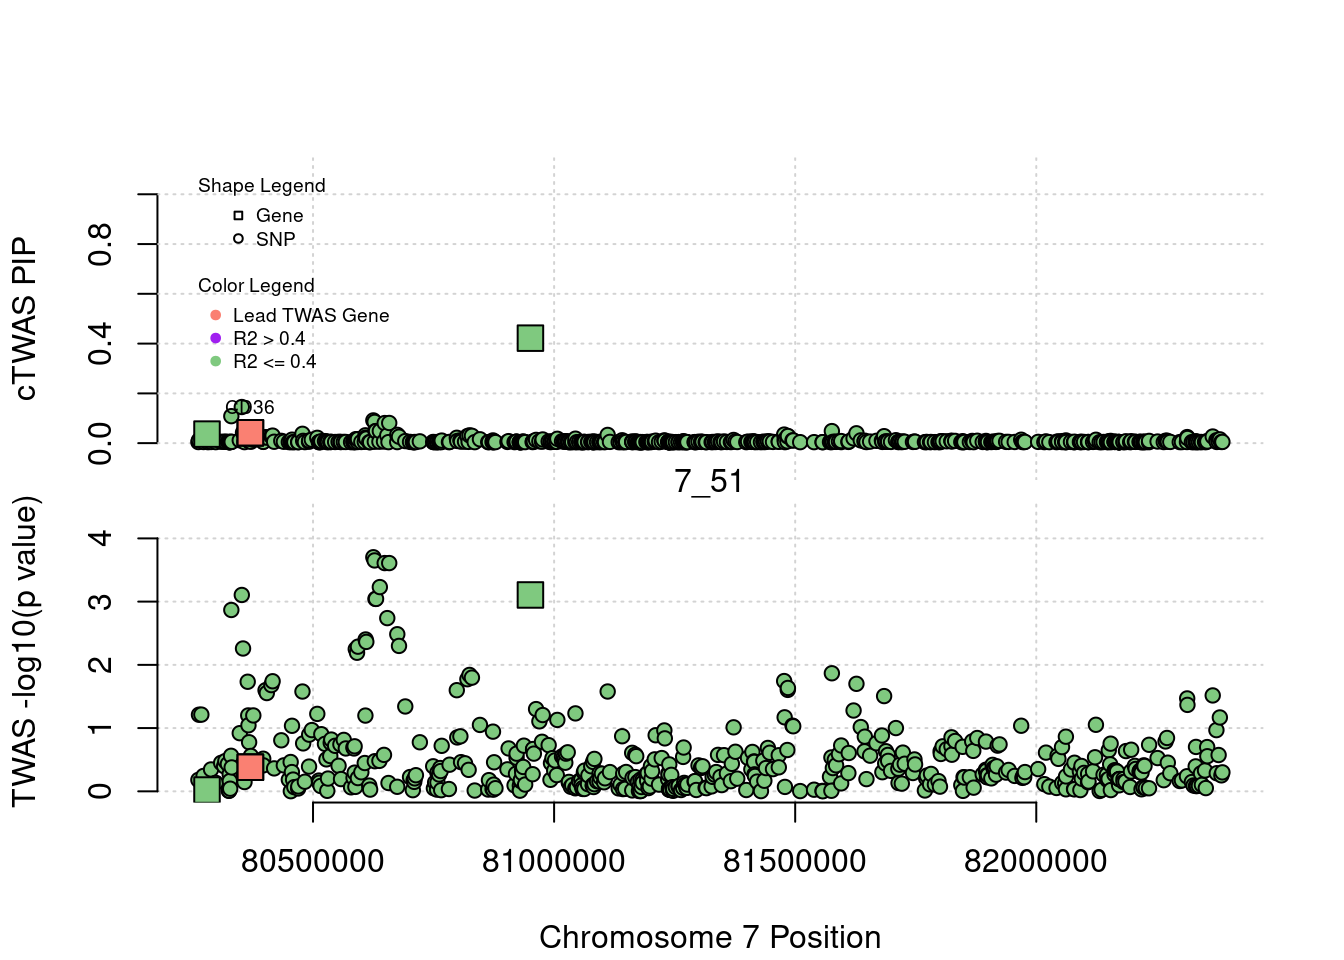 Shape Legend
Gene
SNP
Color Legend
Lead TWAS Gene
R2 > 0.4
R2 <= 0.4
CD36
cTWAS PIP
0.8
0.4
0.0
7_51
TWAS -log10(p value)
4
3
2
1
0
80500000 81000000 81500000 82000000
Chromosome 7 Position